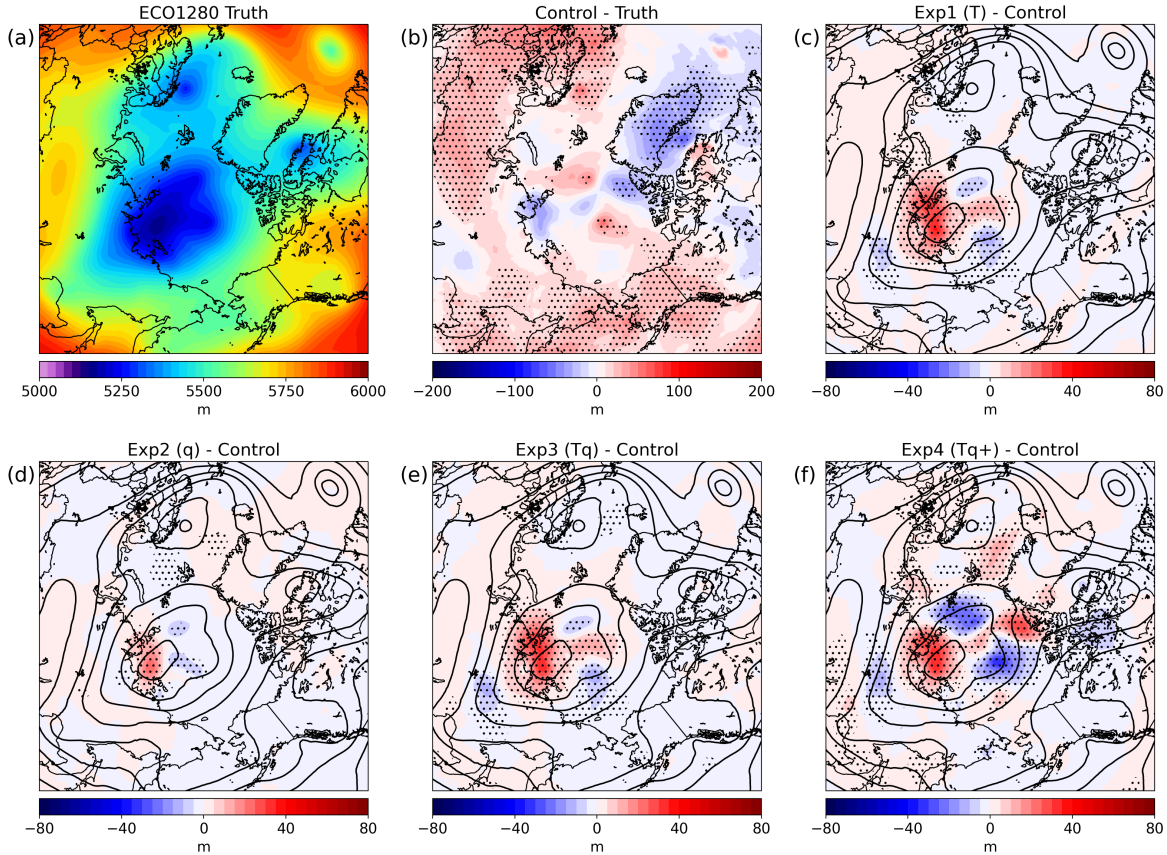 ECO1280 Truth
Control - Truth
Exp1 (T) - Control
(a)
(b)
(c)
5000 5250 5500 5750 6000
m
−200 −100 0 100 200
m
−80 −40 0 40 80
m
Exp2 (q) - Control
Exp3 (Tq) - Control
Exp4 (Tq+) - Control
(d)
(e)
(f)
−80 −40 0 40 80
m
−80 −40 0 40 80
m
−80 −40 0 40 80
m